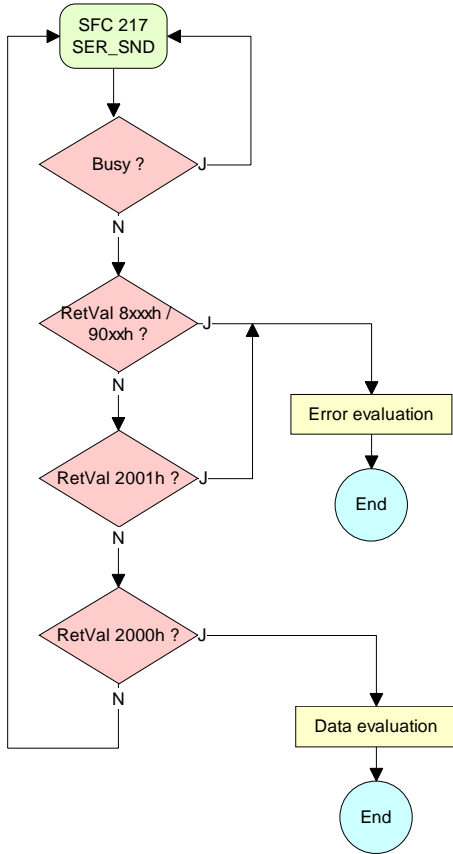 SFC 217
SER_SND
Busy ?
J
N
RetVal 8xxxh /
90xxh ?
J
N
Error evaluation
RetVal 2001h ?
J
End
N
RetVal 2000h ?
J
N
Data evaluation
End